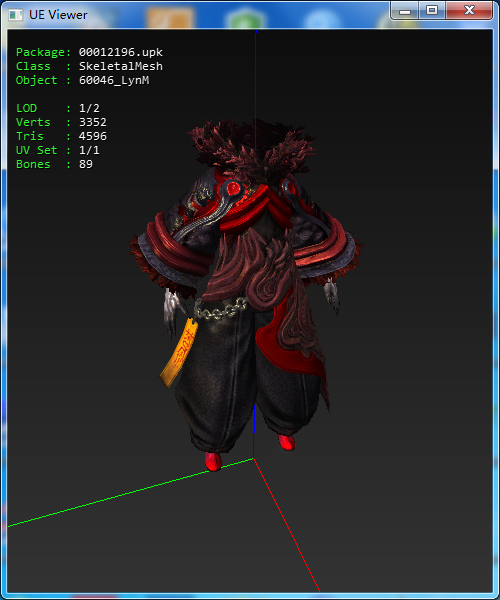 UE Viewer
Package: 00012196.upk
Class : SkeletalMesh
Object : 60046_LynM
LOD : 1/2
Verts : 3352
Tris : 4596
UV Set : 1/1
Bones : 89